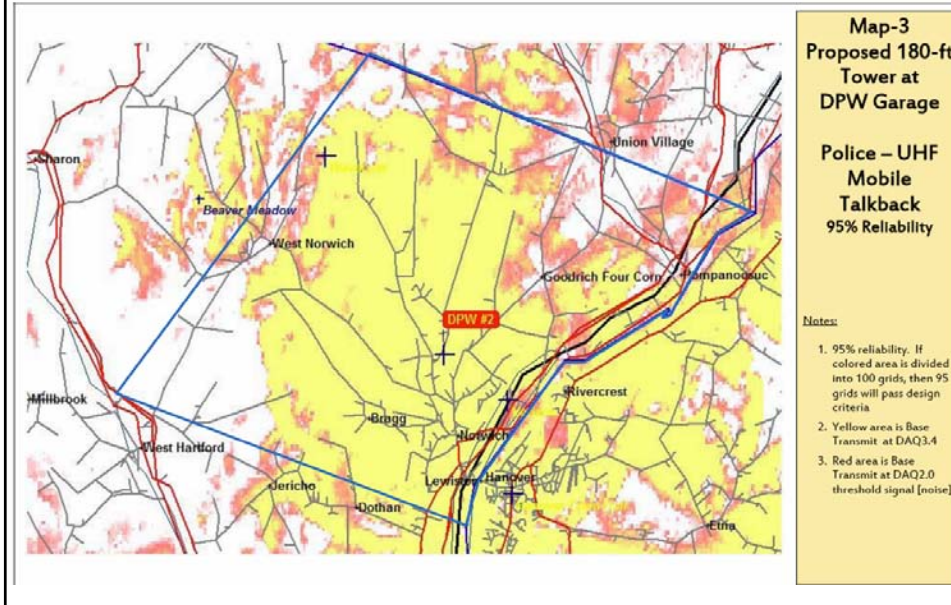 Map-3
Proposed 180-ft
Tower at
DPW Garage
Police – UHF
Mobile
Talkback
95% Reliability
Notes:
1. 95% reliability. If
colored area is divided
into 100 grids, then 95
grids will pass design
criteria
2. Yellow area is Base
Transmit at DAQ3.4
3. Red area is Base
Transmit at DAQ2.0
threshold signal [noise]
Union Village
Sharon
Beaver Meadow
West Norwich
Goodrich Four Corn
Pompanoosuc
DPW #2
Millbrook
Rivercrest
Bragg
Norwich
West Hartford
Lewiston
Hanover
Jericho
Dothan
Etna